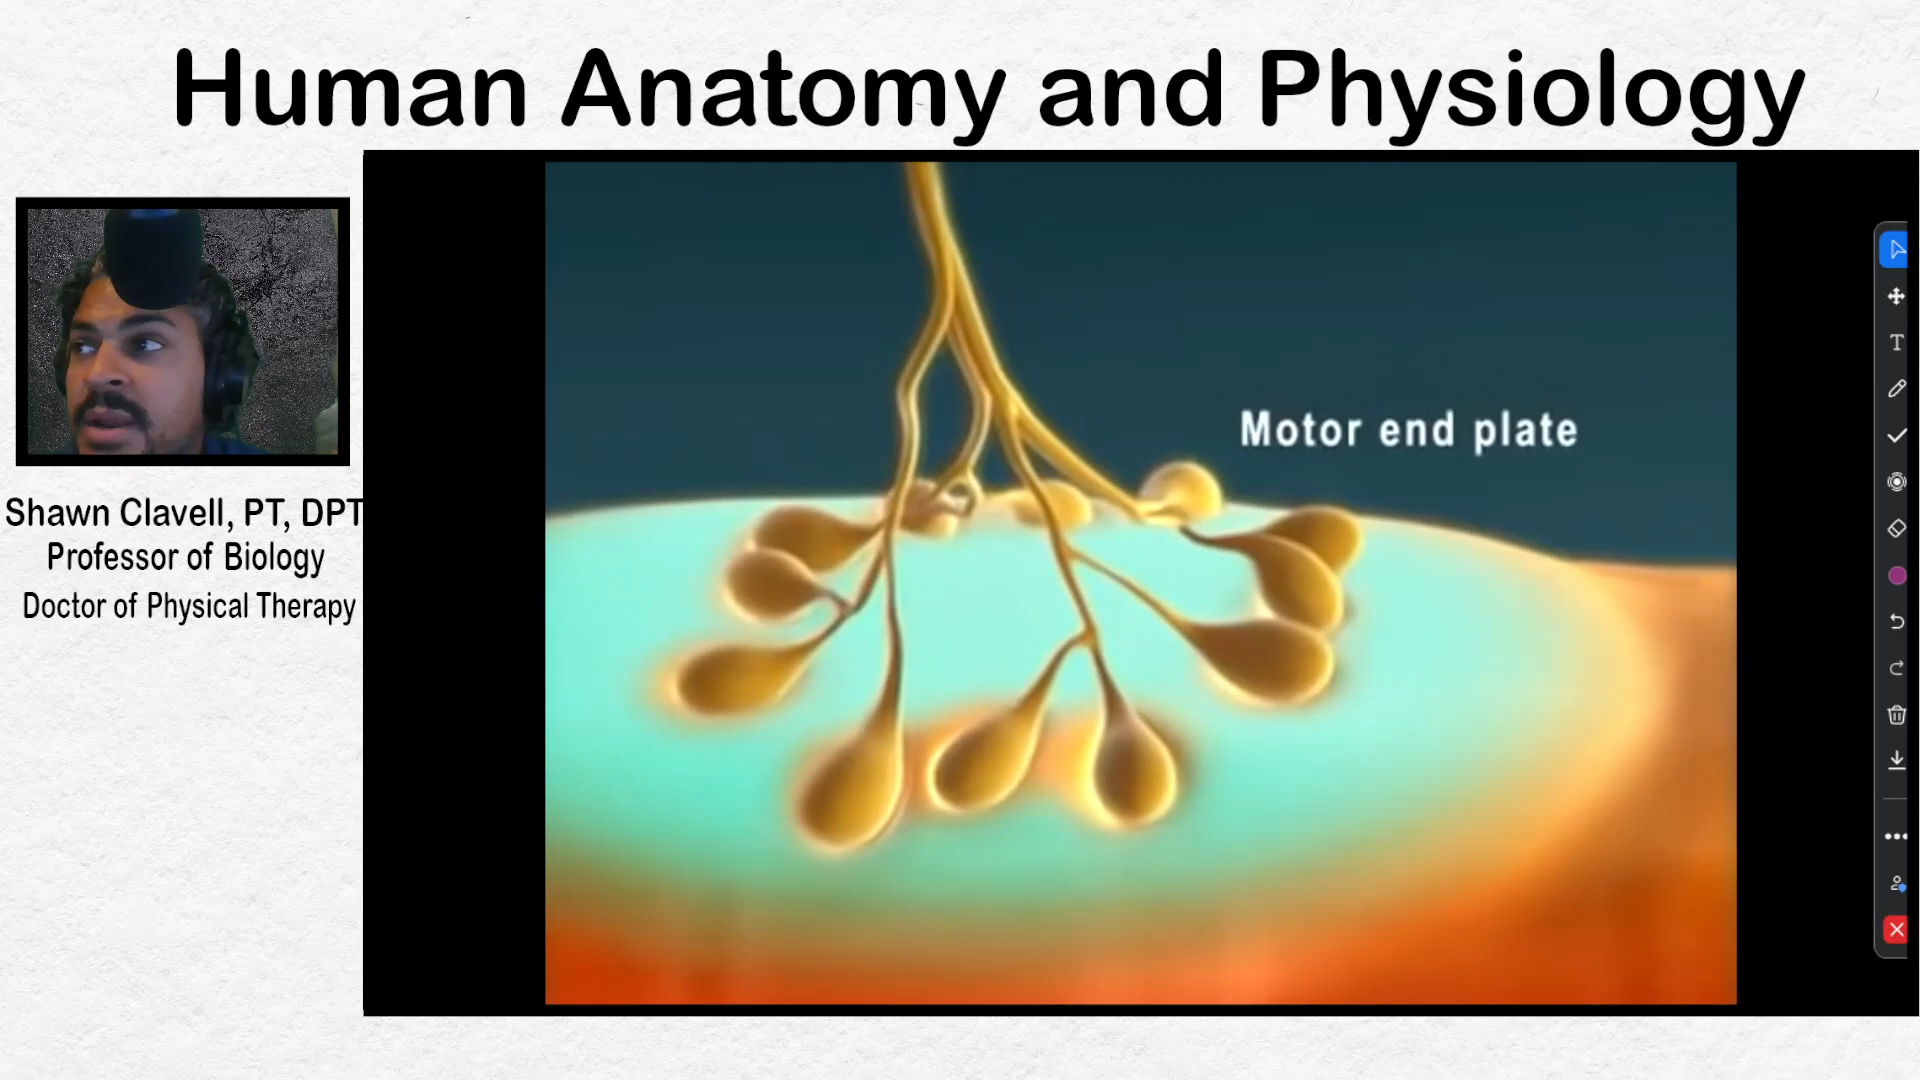 Human Anatomy and Physiology
Motor end plate
Shawn Clavell, PT, DPT
Professor of Biology
Doctor of Physical Therapy